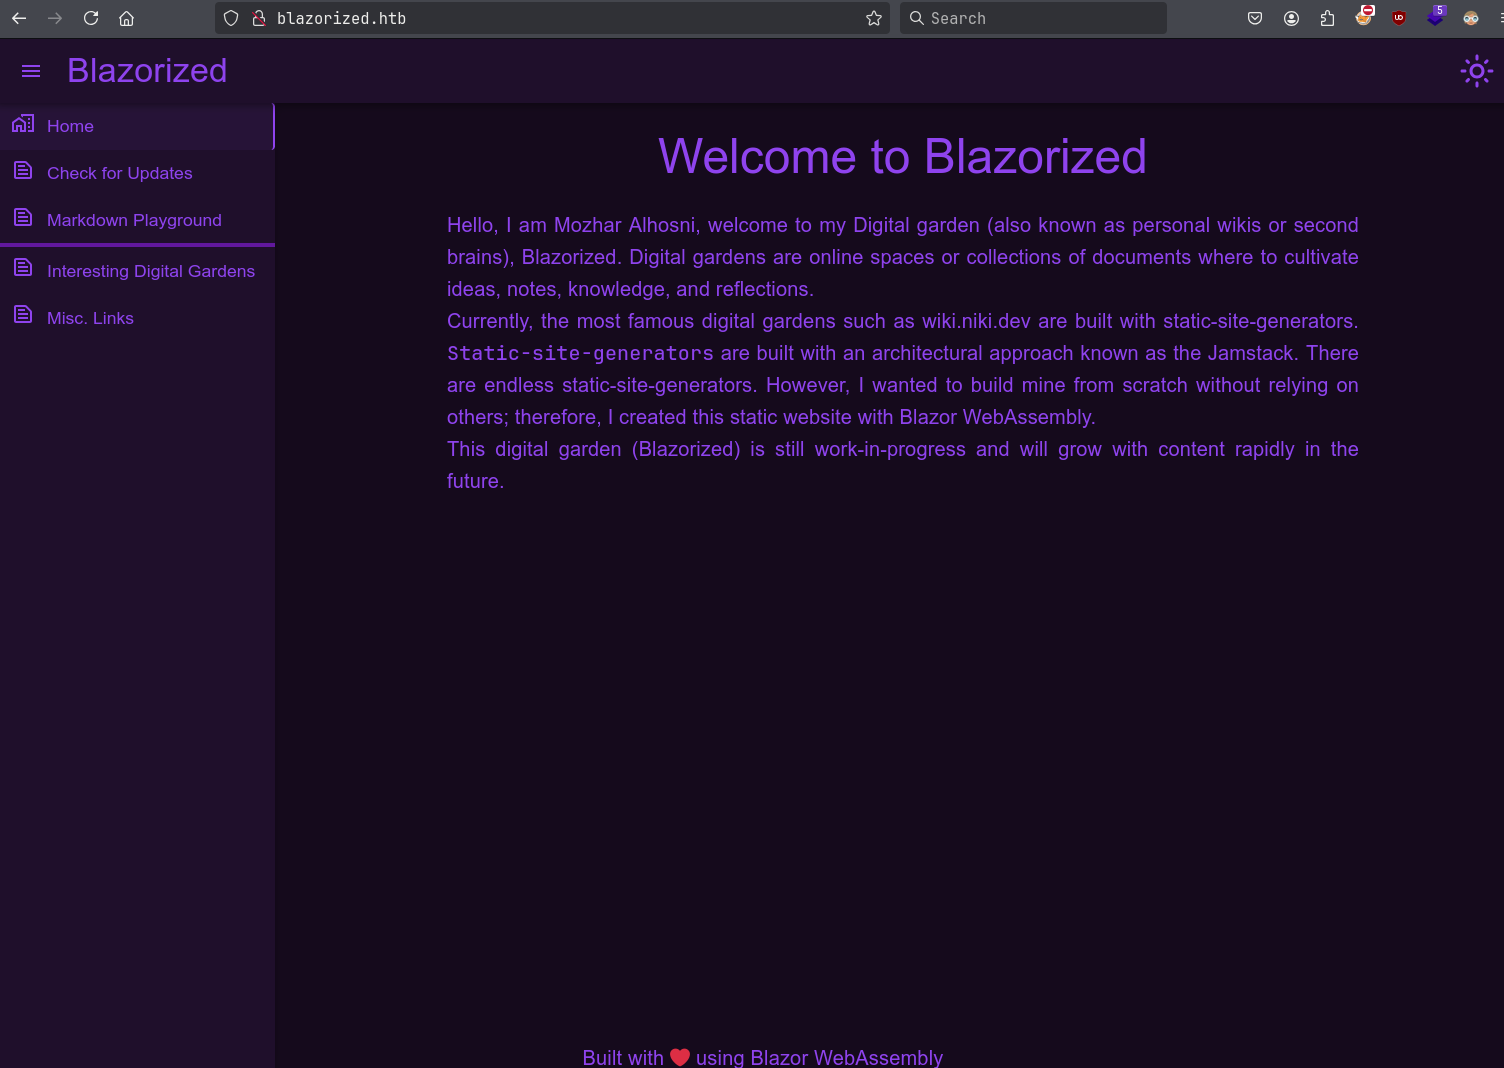 blazorized.htb
Search
5
Blazorized
Home
Check for Updates
Markdown Playground
Interesting Digital Gardens
Misc. Links
Welcome to Blazorized
Hello, I am Mozhar Alhosni, welcome to my Digital garden (also known as personal wikis or second
brains), Blazorized. Digital gardens are online spaces or collections of documents where to cultivate
ideas, notes, knowledge, and reflections.
Currently, the most famous digital gardens such as wiki.niki.dev are built with static-site-generators.
Static-site-generators are built with an architectural approach known as the Jamstack. There
are endless static-site-generators. However, I wanted to build mine from scratch without relying on
others; therefore, I created this static website with Blazor WebAssembly.
This digital garden (Blazorized) is still work-in-progress and will grow with content rapidly in the
future.
Built with ❤️ using Blazor WebAssembly